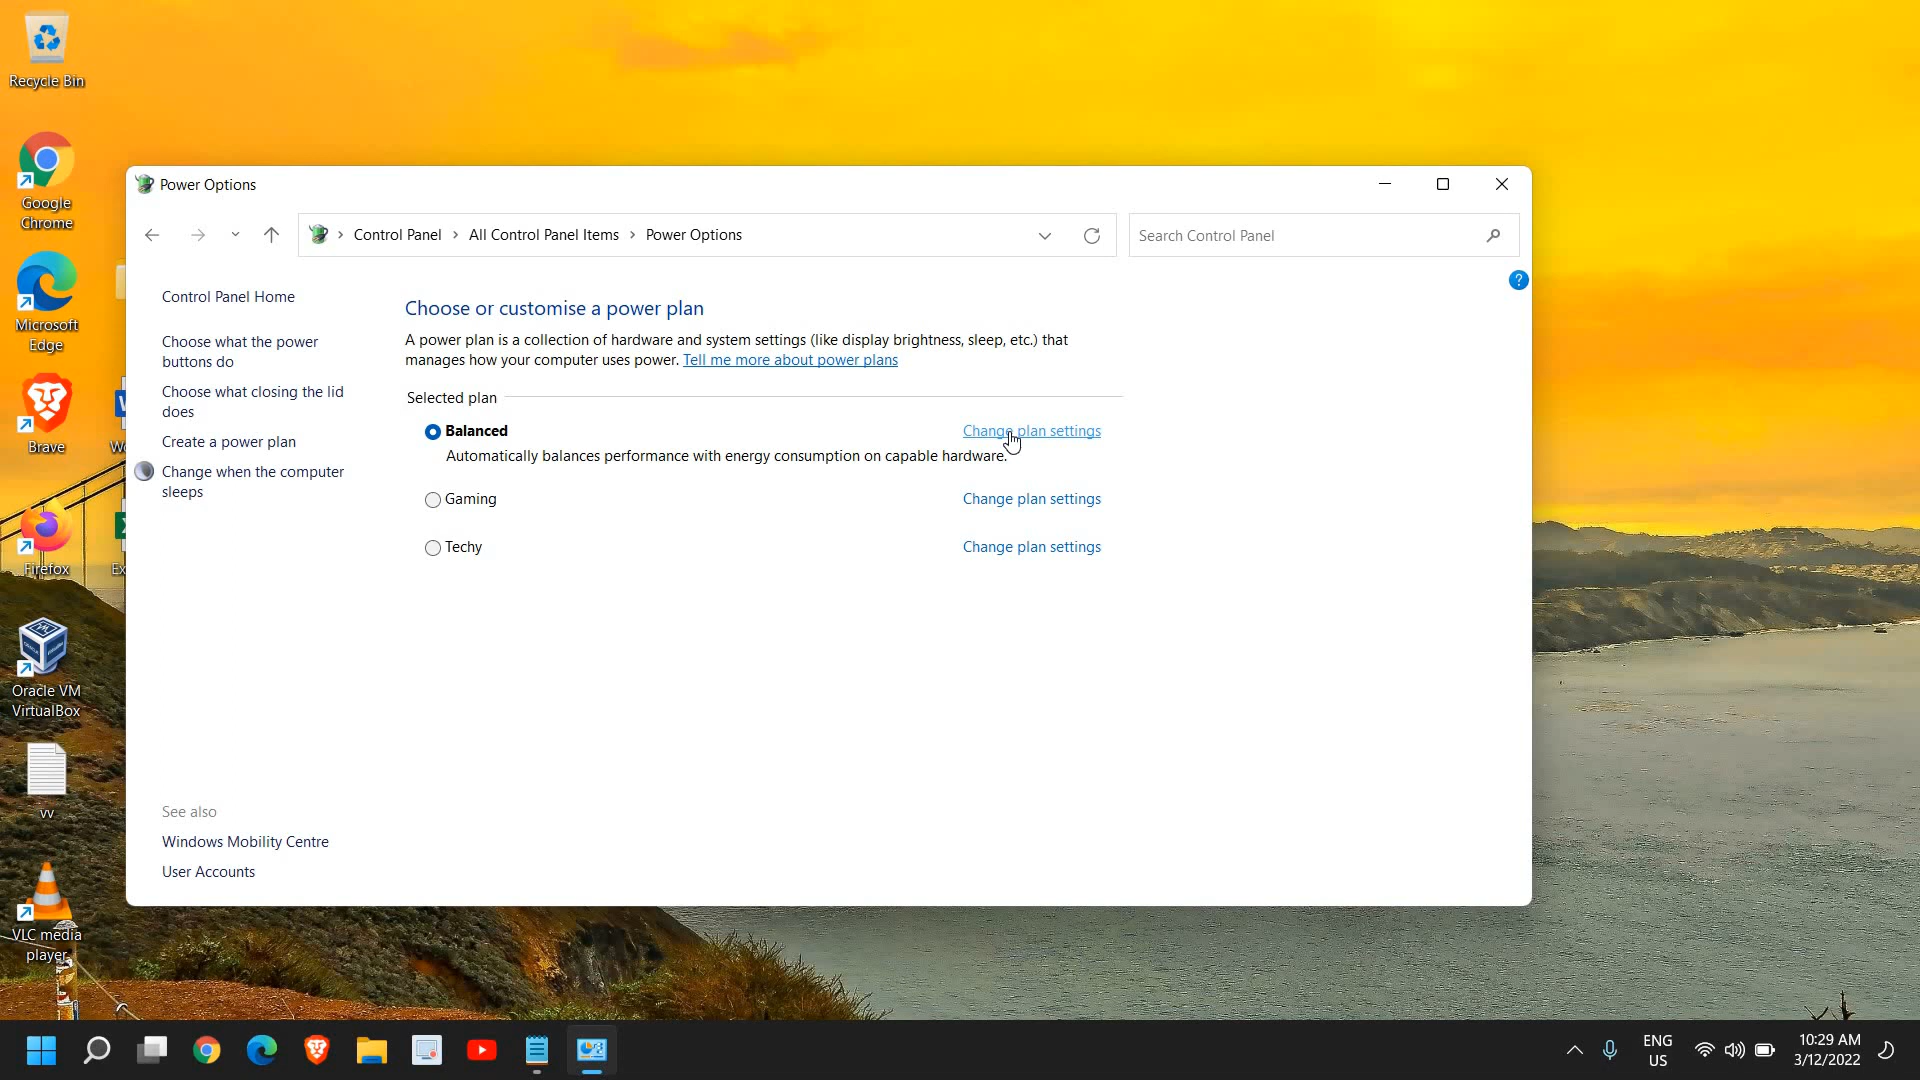 Recycle Bin
Google
Chrome
Microsoft
Edge
Brave
Firefox
Oracle VM
VirtualBox
vv
VLC media
player
Power Options
Control Panel
All Control Panel Items
Power Options
Search Control Panel
Control Panel Home
Choose what the power
buttons do
Choose what closing the lid
does
Create a power plan
Change when the computer
sleeps
See also
Windows Mobility Centre
User Accounts
Choose or customise a power plan
A power plan is a collection of hardware and system settings (like display brightness, sleep, etc.) that
manages how your computer uses power. Tell me more about power plans
Selected plan
Balanced
Change plan settings
Automatically balances performance with energy consumption on capable hardware.
Gaming
Change plan settings
Techy
Change plan settings
ENG
US
10:29 AM
3/12/2022